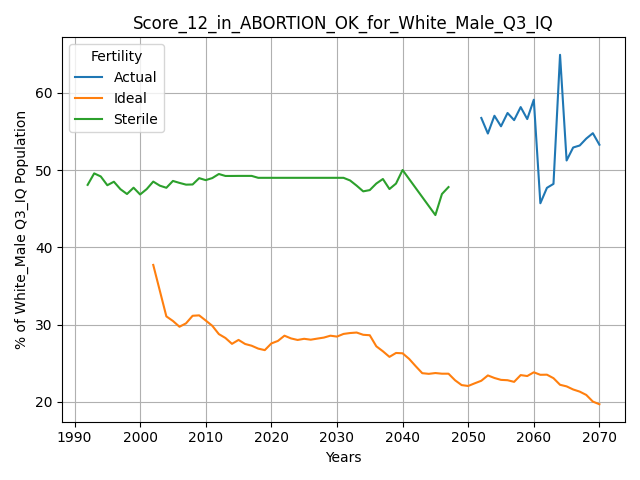 Score_12_in_ABORTION_OK_for_White_Male_Q3_IQ
Fertility
Actual
Ideal
Sterile
% of White_Male Q3_IQ Population
60
50
40
30
20
1990
2000
2010
2020
2030
2040
2050
2060
2070
Years